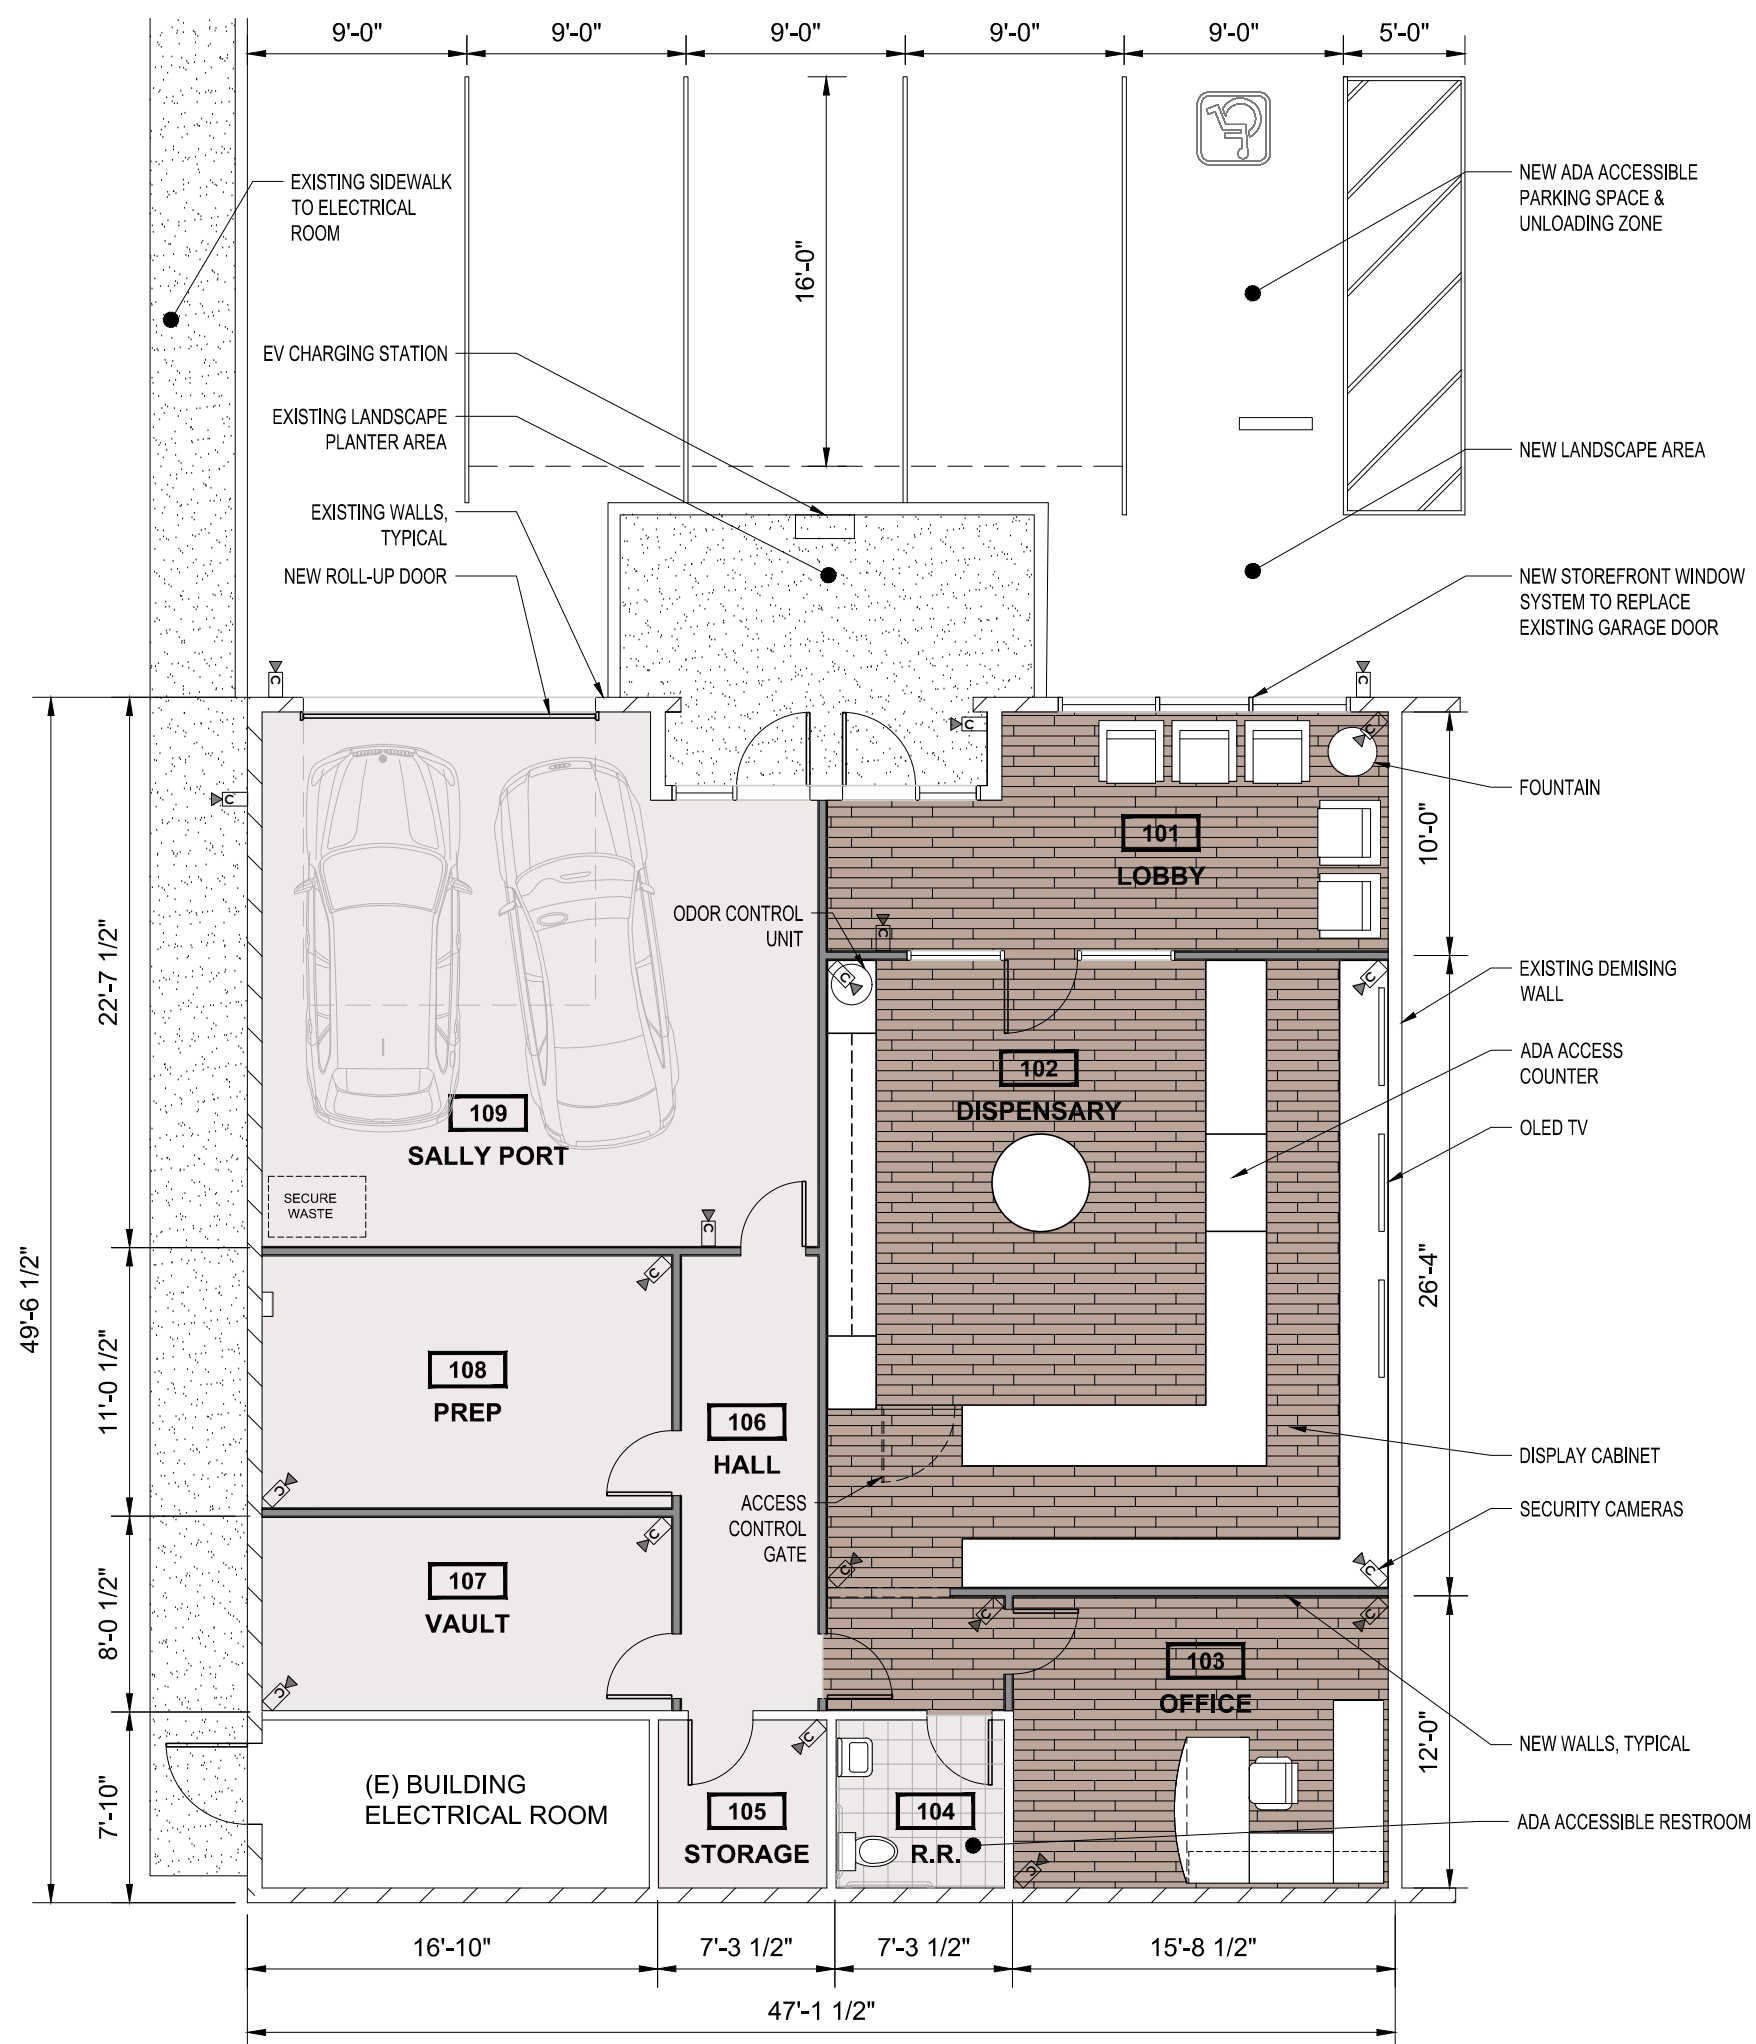 9'-0"
9'-0"
9'-0"
9'-0"
9'-0"
5'-0"
16'-0"
EXISTING SIDEWALK
TO ELECTRICAL
ROOM
NEW ADA ACCESSIBLE
PARKING SPACE &
UNLOADING ZONE
EV CHARGING STATION
EXISTING LANDSCAPE
PLANTER AREA
NEW LANDSCAPE AREA
EXISTING WALLS,
TYPICAL
NEW ROLL-UP DOOR
NEW STOREFRONT WINDOW
SYSTEM TO REPLACE
EXISTING GARAGE DOOR
C
C
C
C
C
FOUNTAIN
101
LOBBY
10'-0"
ODOR CONTROL
UNIT
C
C
C
22'-7 1/2"
EXISTING DEMISING
WALL
102
DISPENSARY
ADA ACCESS
COUNTER
109
SALLY PORT
OLED TV
SECURE
WASTE
C
49'-6 1/2"
26'-4"
C
11'-0 1/2"
108
PREP
106
HALL
DISPLAY CABINET
C
ACCESS
CONTROL
GATE
SECURITY CAMERAS
C
C
C
8'-0 1/2"
107
VAULT
C
C
C
103
OFFICE
C
12'-0"
NEW WALLS, TYPICAL
7'-10"
(E) BUILDING
ELECTRICAL ROOM
105
STORAGE
104
R.R.
ADA ACCESSIBLE RESTROOM
C
16'-10"
7'-3 1/2"
7'-3 1/2"
15'-8 1/2"
47'-1 1/2"